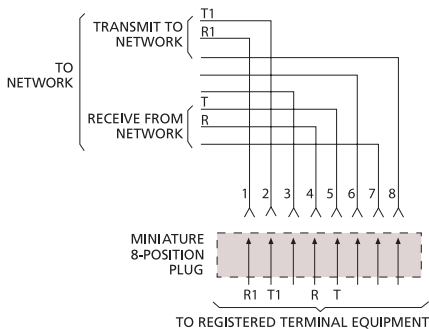 T1
TRANSMIT TO
NETWORK
R1
TO
NETWORK
T
RECEIVE FROM
NETWORK
R
1 2 3 4 5 6 7 8
MINIATURE
8-POSITION
PLUG
R1 T1 R T
TO REGISTERED TERMINAL EQUIPMENT